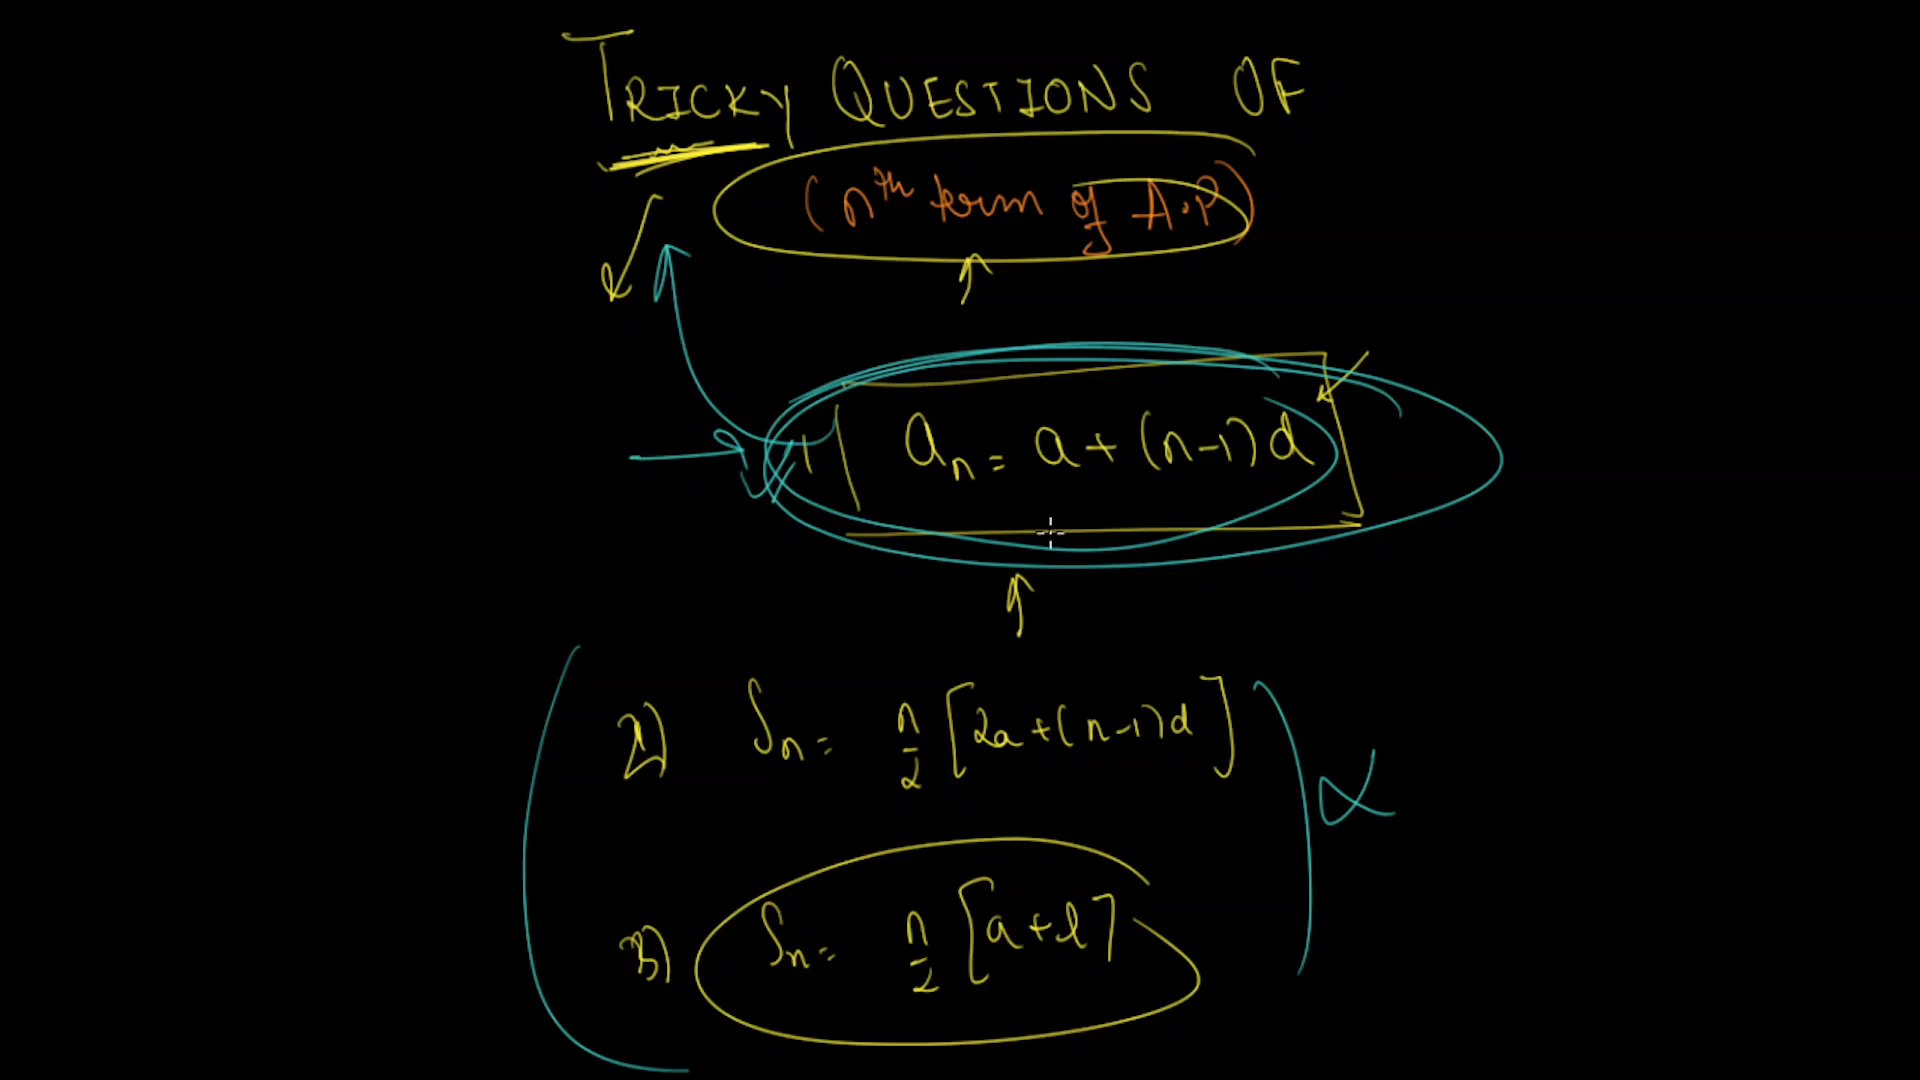 TRICKY QUESTIONS OF
(nth term of A.P)
1) an = a + (n-1)d
2) Sn = n/2 [2a+(n-1)d]
3) Sn = n/2 [a+l]